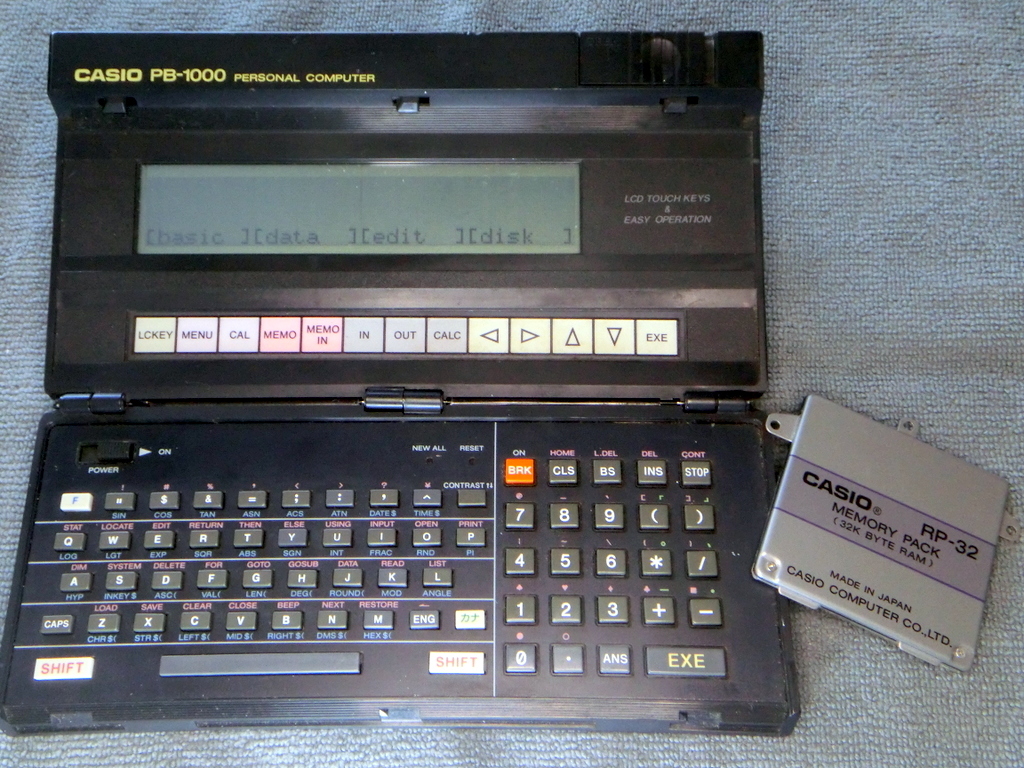 CASIO PB-1000 PERSONAL COMPUTER
LCD TOUCH KEYS
&
EASY OPERATION
[basic ][data ][edit ][disk ]
LCKEY MENU CAL MEMO MEMO IN IN OUT CALC ◁ ▷ △ ▽ EXE
POWER ON
NEW ALL RESET
CONTRAST
ON HOME L.DEL DEL CONT
BRK CLS BS INS STOP
! # % & = < > ? ¥
F " $ & = ; : , ^
SIN COS TAN ASN ACS ATN DATE$ TIME$
STAT LOCATE EDIT RETURN THEN ELSE USING INPUT OPEN PRINT
Q W E R T Y U I O P
LOG LGT EXP SQR ABS SGN INT FRAC RND PI
DIM SYSTEM DELETE FOR GOTO GOSUB DATA READ LIST
A S D F G H J K L
HYP INKEY$ ASC( VAL( LEN( DEG( ROUND( MOD ANGLE
LOAD SAVE CLEAR CLOSE BEEP NEXT RESTORE
CAPS Z X C V B N M ENG カナ
CHR$( STR$( LEFT$( MID$( RIGHT$( DMS$( HEX$(
SHIFT SHIFT
7 8 9 ( )
4 5 6 * /
1 2 3 + −
0 . ANS EXE
CASIO® RP-32
MEMORY PACK
(32K BYTE RAM)
MADE IN JAPAN
CASIO COMPUTER CO.,LTD.